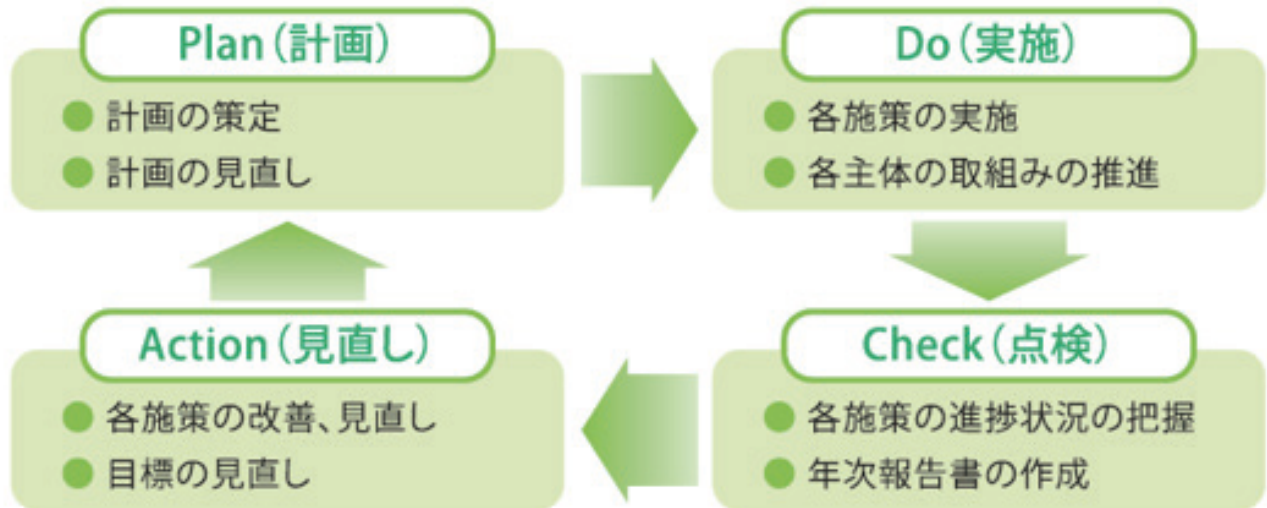 Plan（計画）
● 計画の策定
● 計画の見直し
Do（実施）
● 各施策の実施
● 各主体の取組みの推進
Action（見直し）
● 各施策の改善、見直し
● 目標の見直し
Check（点検）
● 各施策の進捗状況の把握
● 年次報告書の作成